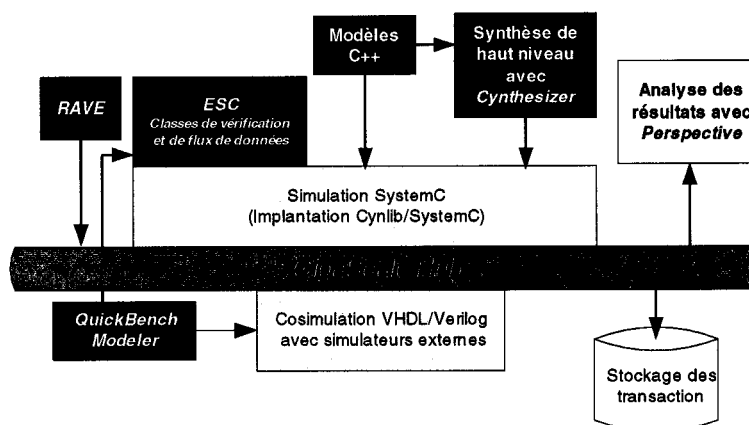 Modèles
C++
Synthèse de
haut niveau
avec
Cynthesizer
RAVE
ESC
Classes de vérification
et de flux de données
Analyse des
résultats avec
Perspective
Simulation SystemC
(Implantation Cynlib/SystemC)
QuickBench
Modeler
Cosimulation VHDL/Verilog
avec simulateurs externes
Stockage des
transaction